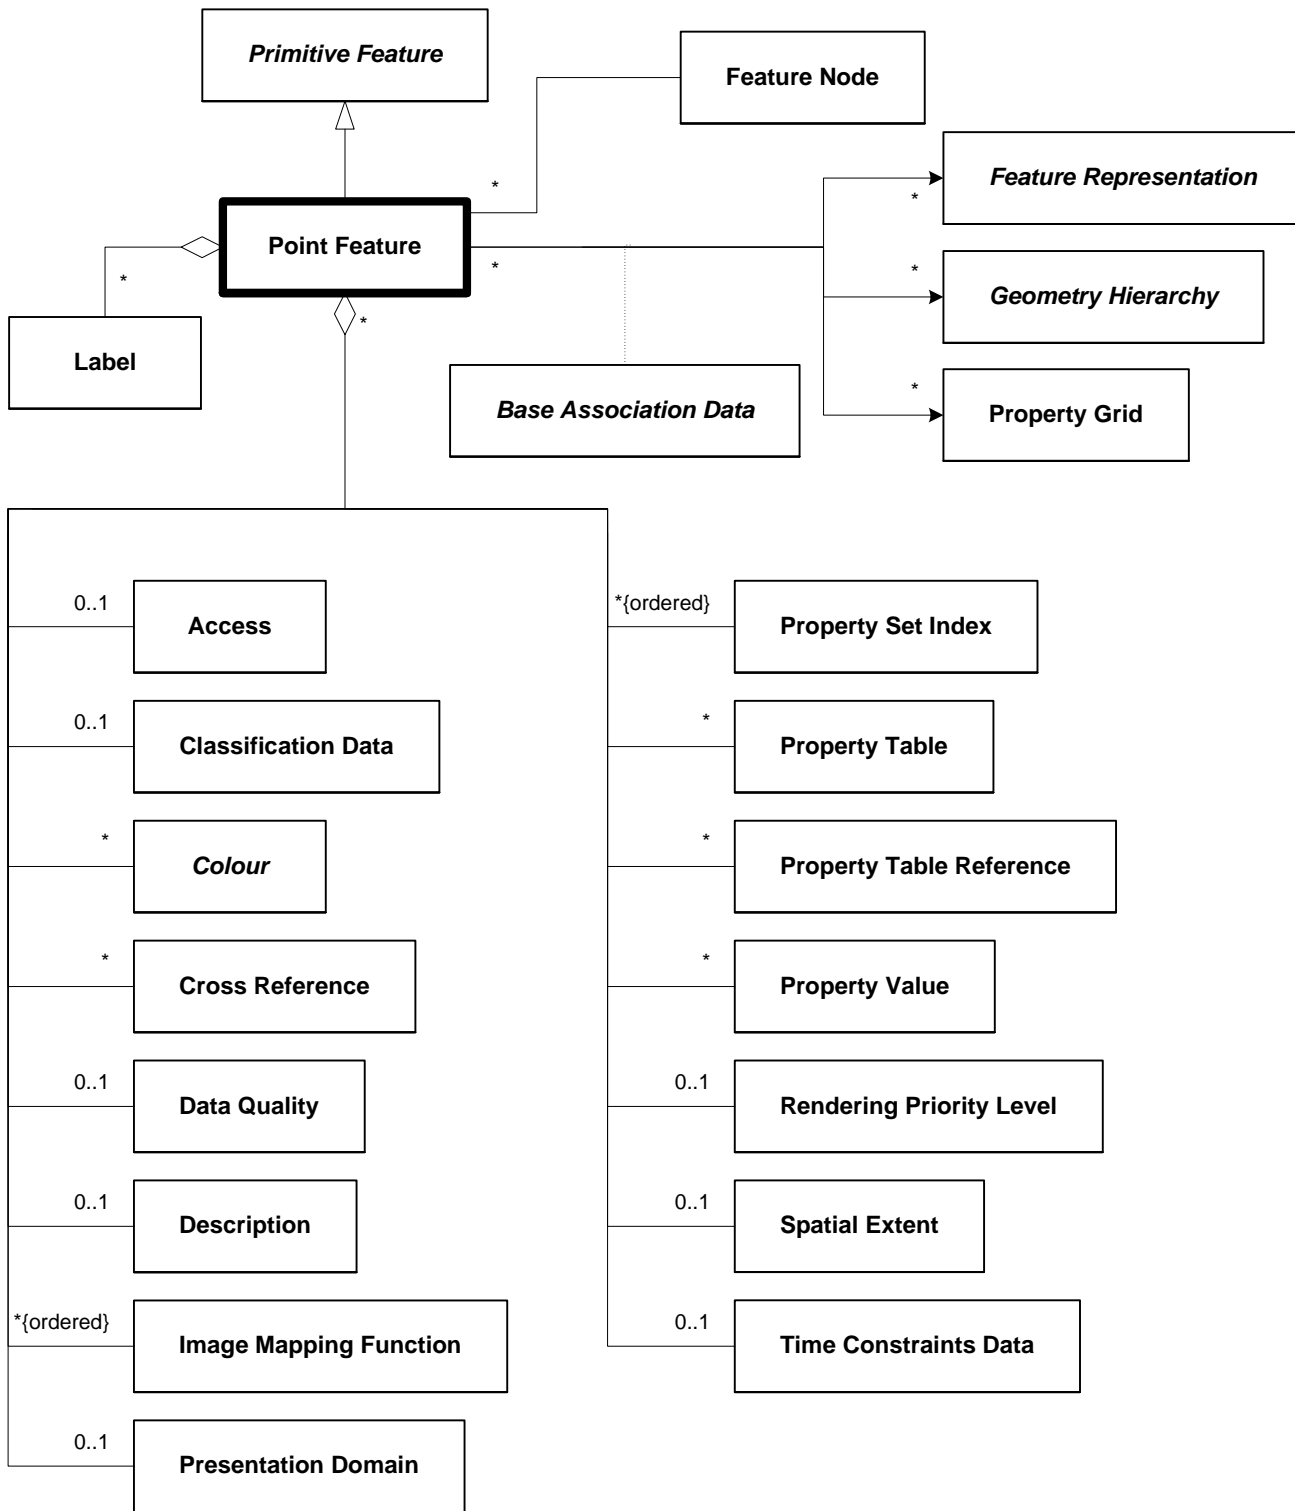 Primitive Feature
Feature Node
*
Feature Representation
*
Point Feature
*
*
Geometry Hierarchy
*
*
Label
Base Association Data
*
Property Grid
0..1
Access
0..1
Classification Data
*
Colour
*
Cross Reference
0..1
Data Quality
0..1
Description
*{ordered}
Image Mapping Function
0..1
Presentation Domain
*{ordered}
Property Set Index
*
Property Table
*
Property Table Reference
*
Property Value
0..1
Rendering Priority Level
0..1
Spatial Extent
0..1
Time Constraints Data